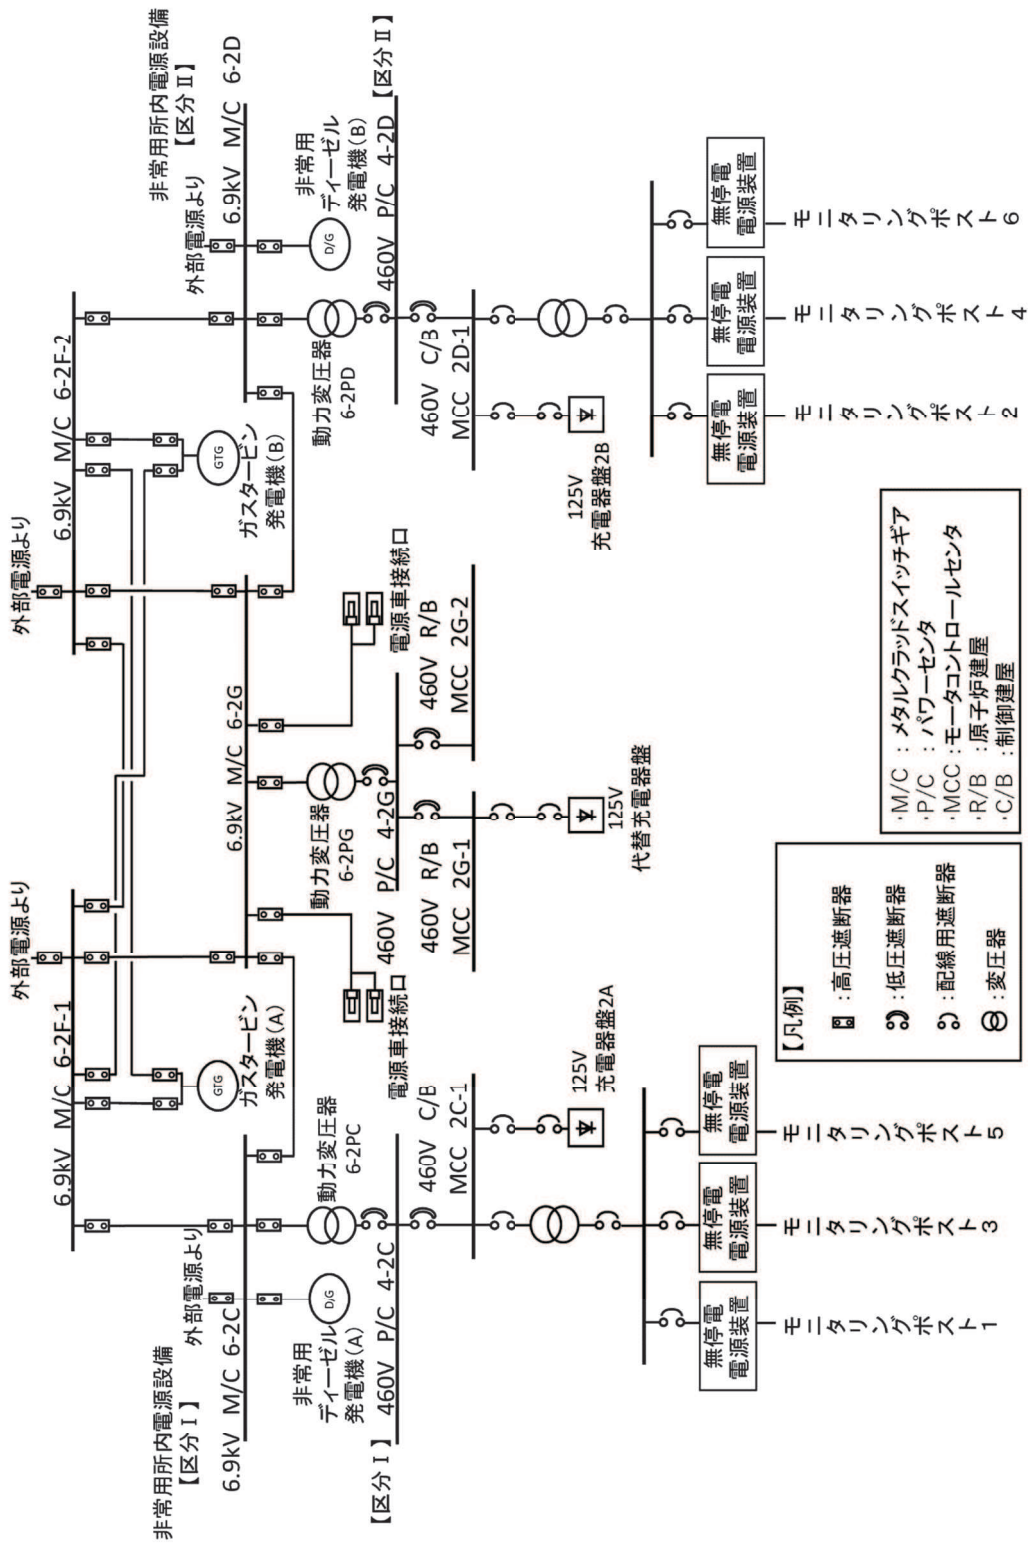 外部電源より
外部電源より
6.9kV M/C 6-2F-1
6.9kV M/C 6-2F-2
非常用所内電源設備
【区分Ⅰ】
6.9kV M/C 6-2C
外部電源より
GTG
ガスタービン
発電機(A)
6.9kV M/C 6-2G
GTG
ガスタービン
発電機(B)
外部電源より
非常用所内電源設備
【区分Ⅱ】
6.9kV M/C 6-2D
D/G
非常用
ディーゼル
発電機(A)
動力変圧器
6-2PC
電源車接続口
動力変圧器
6-2PG
電源車接続口
動力変圧器
6-2PD
D/G
非常用
ディーゼル
発電機(B)
【区分Ⅰ】
460V P/C 4-2C
460V P/C 4-2G
460V P/C 4-2D
【区分Ⅱ】
460V C/B
MCC 2C-1
460V R/B
MCC 2G-1
460V R/B
MCC 2G-2
460V C/B
MCC 2D-1
125V
充電器盤2A
125V
代替充電器盤
125V
充電器盤2B
無停電
電源装置
無停電
電源装置
無停電
電源装置
無停電
電源装置
無停電
電源装置
無停電
電源装置
モニタリングポスト1
モニタリングポスト3
モニタリングポスト5
モニタリングポスト2
モニタリングポスト4
モニタリングポスト6
【凡例】
:高圧遮断器
:低圧遮断器
:配線用遮断器
:変圧器
・M/C :メタルクラッドスイッチギア
・P/C :パワーセンタ
・MCC:モータコントロールセンタ
・R/B :原子炉建屋
・C/B :制御建屋